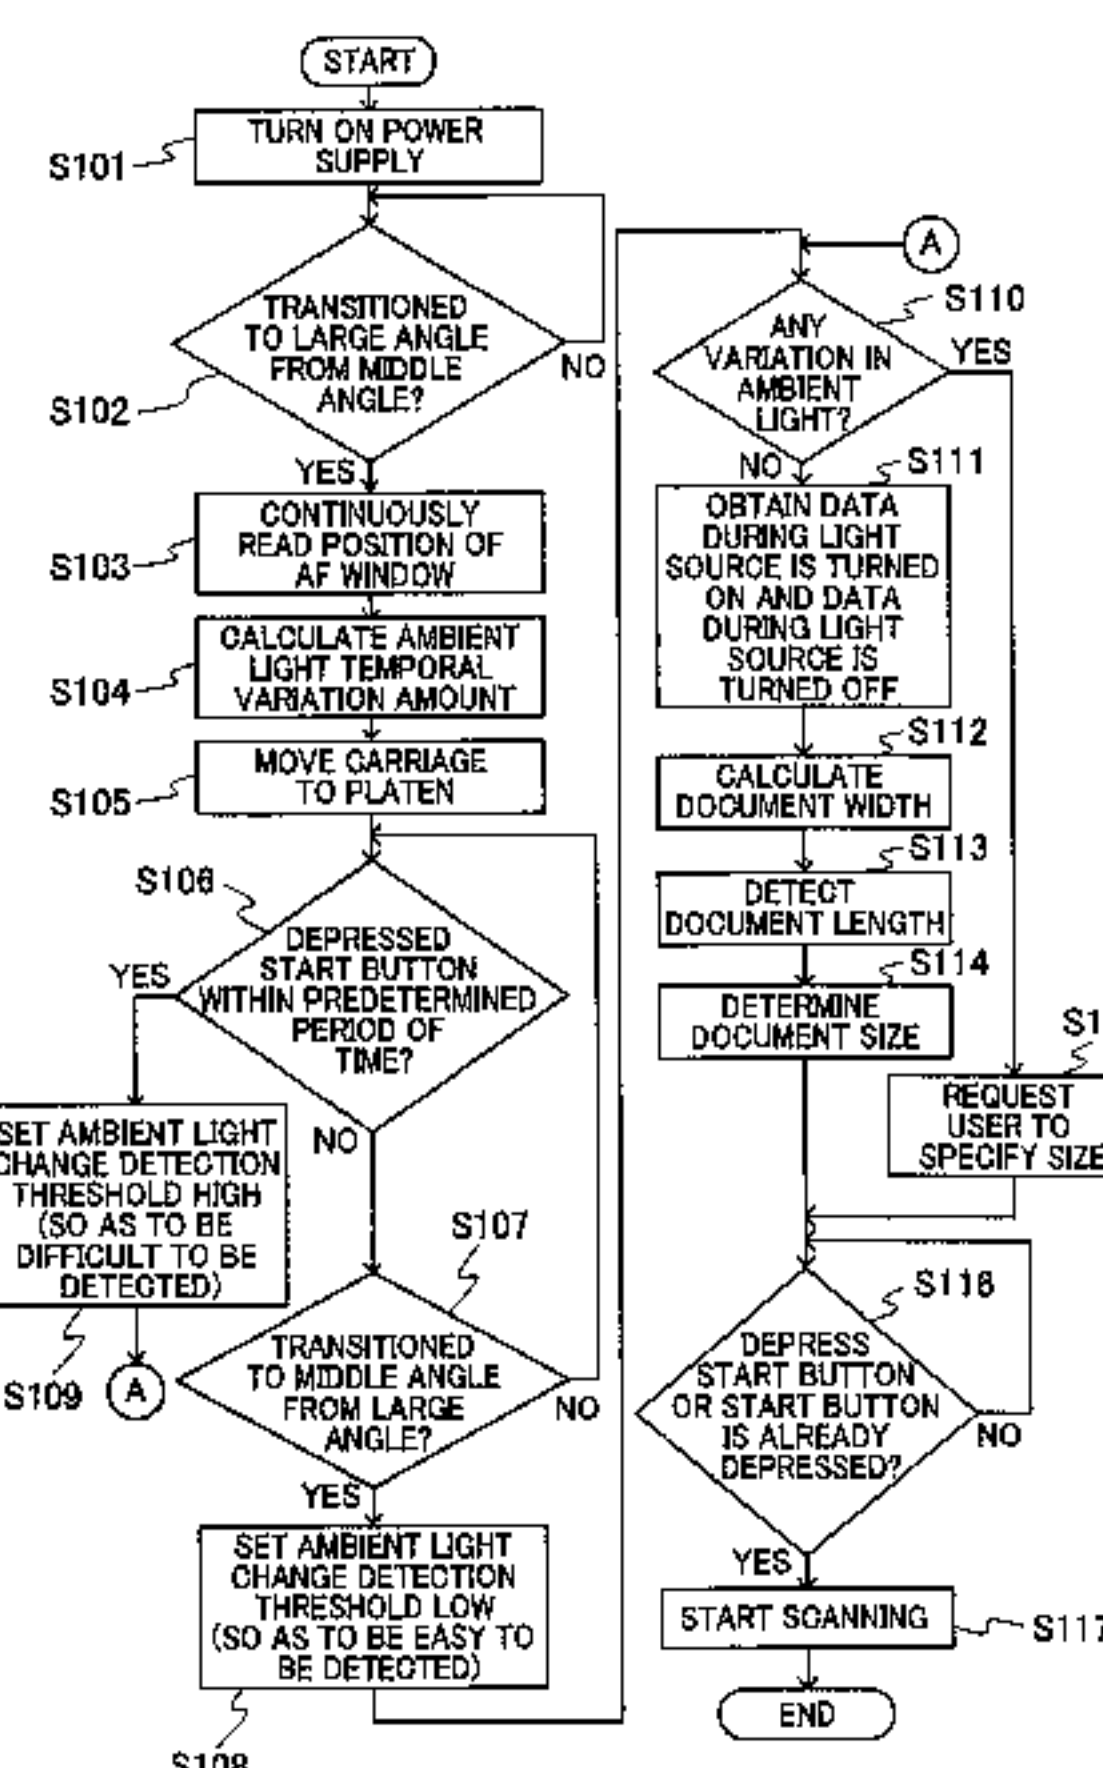 START
TURN ON POWER
SUPPLY
S101
TRANSITIONED
TO LARGE ANGLE
FROM MIDDLE
ANGLE?
S102
NO
YES
CONTINUOUSLY
READ POSITION OF
AF WINDOW
S103
CALCULATE AMBIENT
LIGHT TEMPORAL
VARIATION AMOUNT
S104
MOVE CARRIAGE
TO PLATEN
S105
S106
DEPRESSED
START BUTTON
WITHIN PREDETERMINED
PERIOD OF
TIME?
YES
NO
SET AMBIENT LIGHT
CHANGE DETECTION
THRESHOLD HIGH
(SO AS TO BE
DIFFICULT TO BE
DETECTED)
S109
A
S107
TRANSITIONED
TO MIDDLE ANGLE
FROM LARGE
ANGLE?
NO
YES
SET AMBIENT LIGHT
CHANGE DETECTION
THRESHOLD LOW
(SO AS TO BE EASY TO
BE DETECTED)
S108
A
S110
ANY
VARIATION IN
AMBIENT
LIGHT?
YES
NO
S111
OBTAIN DATA
DURING LIGHT
SOURCE IS TURNED
ON AND DATA
DURING LIGHT
SOURCE IS
TURNED OFF
S112
CALCULATE
DOCUMENT WIDTH
S113
DETECT
DOCUMENT LENGTH
S114
DETERMINE
DOCUMENT SIZE
S1
REQUEST
USER TO
SPECIFY SIZE
S116
DEPRESS
START BUTTON
OR START BUTTON
IS ALREADY
DEPRESSED?
NO
YES
START SCANNING
S117
END